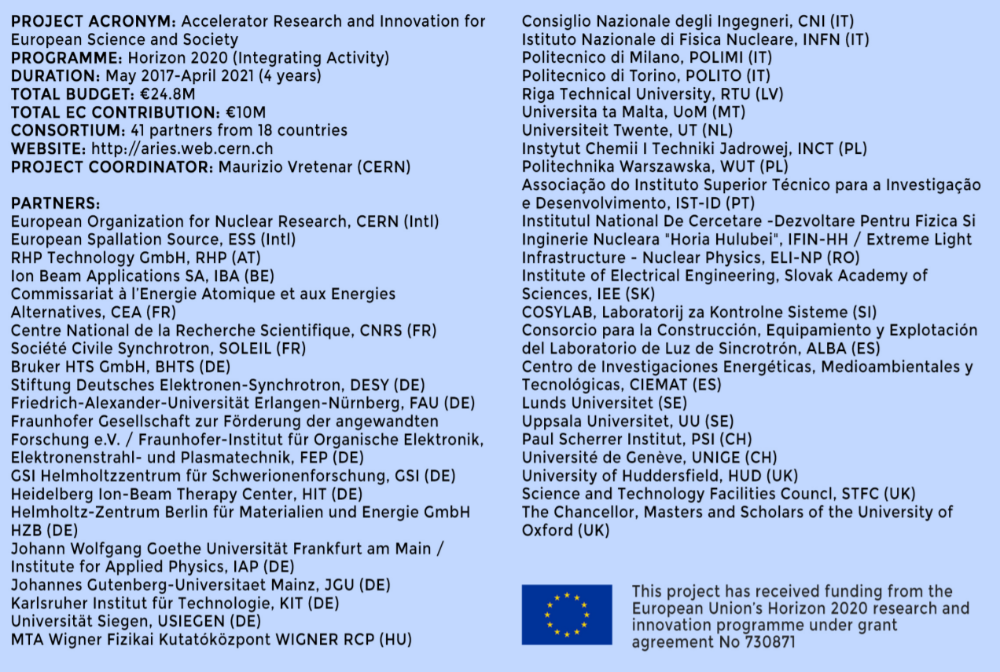 PROJECT ACRONYM: Accelerator Research and Innovation for
European Science and Society
PROGRAMME: Horizon 2020 (Integrating Activity)
DURATION: May 2017-April 2021 (4 years)
TOTAL BUDGET: €24.8M
TOTAL EC CONTRIBUTION: €10M
CONSORTIUM: 41 partners from 18 countries
WEBSITE: http://aries.web.cern.ch
PROJECT COORDINATOR: Maurizio Vretenar (CERN)
PARTNERS:
European Organization for Nuclear Research, CERN (Intl)
European Spallation Source, ESS (Intl)
RHP Technology GmbH, RHP (AT)
Ion Beam Applications SA, IBA (BE)
Commissariat à l'Energie Atomique et aux Energies
Alternatives, CEA (FR)
Centre National de la Recherche Scientifique, CNRS (FR)
Société Civile Synchrotron, SOLEIL (FR)
Bruker HTS GmbH, BHTS (DE)
Stiftung Deutsches Elektronen-Synchrotron, DESY (DE)
Friedrich-Alexander-Universität Erlangen-Nürnberg, FAU (DE)
Fraunhofer Gesellschaft zur Förderung der angewandten
Forschung e.V. / Fraunhofer-Institut für Organische Elektronik,
Elektronenstrahl- und Plasmatechnik, FEP (DE)
GSI Helmholtzzentrum für Schwerionenforschung, GSI (DE)
Heidelberg Ion-Beam Therapy Center, HIT (DE)
Helmholtz-Zentrum Berlin für Materialien und Energie GmbH
HZB (DE)
Johann Wolfgang Goethe Universität Frankfurt am Main /
Institute for Applied Physics, IAP (DE)
Johannes Gutenberg-Universitaet Mainz, JGU (DE)
Karlsruher Institut für Technologie, KIT (DE)
Universität Siegen, USIEGEN (DE)
MTA Wigner Fizikai Kutatóközpont WIGNER RCP (HU)
Consiglio Nazionale degli Ingegneri, CNI (IT)
Istituto Nazionale di Fisica Nucleare, INFN (IT)
Politecnico di Milano, POLIMI (IT)
Politecnico di Torino, POLITO (IT)
Riga Technical University, RTU (LV)
Universita ta Malta, UoM (MT)
Universiteit Twente, UT (NL)
Instytut Chemii I Techniki Jadrowej, INCT (PL)
Politechnika Warszawska, WUT (PL)
Associação do Instituto Superior Técnico para a Investigação
e Desenvolvimento, IST-ID (PT)
Institutul National De Cercetare -Dezvoltare Pentru Fizica Si
Inginerie Nucleara "Horia Hulubei", IFIN-HH / Extreme Light
Infrastructure - Nuclear Physics, ELI-NP (RO)
Institute of Electrical Engineering, Slovak Academy of
Sciences, IEE (SK)
COSYLAB, Laboratorij za Kontrolne Sisteme (SI)
Consorcio para la Construcción, Equipamiento y Explotación
del Laboratorio de Luz de Sincrotrón, ALBA (ES)
Centro de Investigaciones Energéticas, Medioambientales y
Tecnológicas, CIEMAT (ES)
Lunds Universitet (SE)
Uppsala Universitet, UU (SE)
Paul Scherrer Institut, PSI (CH)
Université de Genève, UNIGE (CH)
University of Huddersfield, HUD (UK)
Science and Technology Facilities Councl, STFC (UK)
The Chancellor, Masters and Scholars of the University of
Oxford (UK)
This project has received funding from the
European Union's Horizon 2020 research and
innovation programme under grant
agreement No 730871